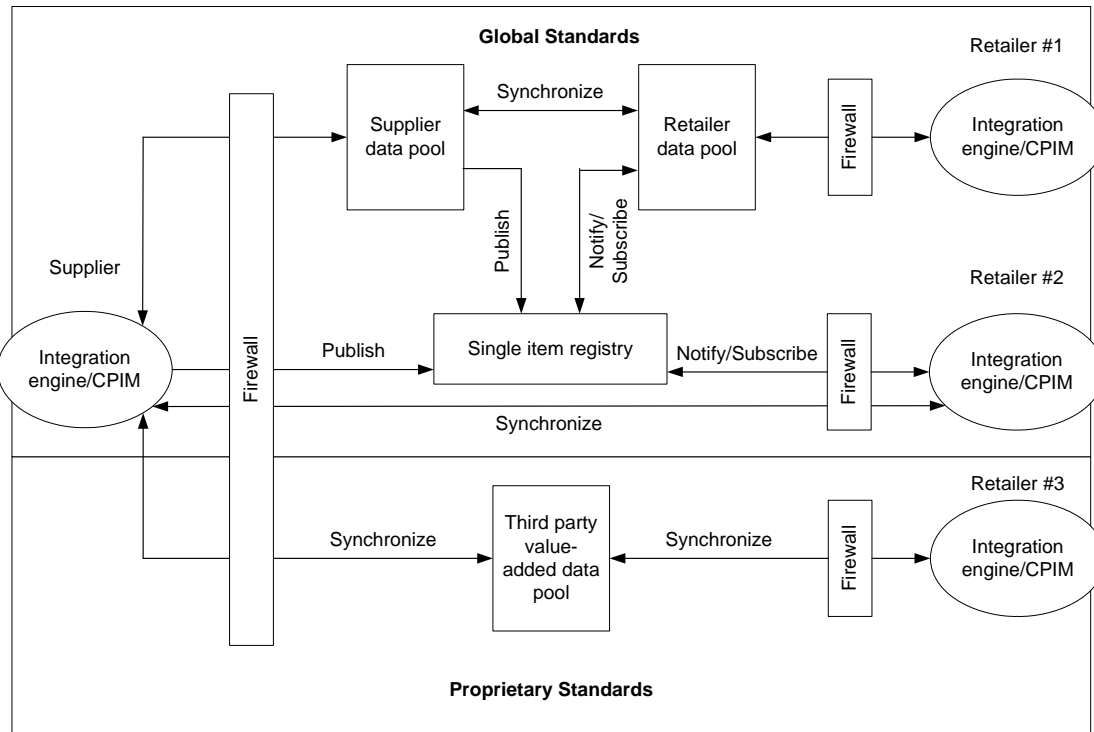 Global Standards
Retailer #1
Synchronize
Supplier
data pool
Retailer
data pool
Firewall
Integration
engine/CPIM
Publish
Notify/
Subscribe
Supplier
Retailer #2
Integration
engine/CPIM
Firewall
Publish
Single item registry
Notify/Subscribe
Firewall
Integration
engine/CPIM
Synchronize
Retailer #3
Synchronize
Third party
value-
added data
pool
Synchronize
Firewall
Integration
engine/CPIM
Proprietary Standards